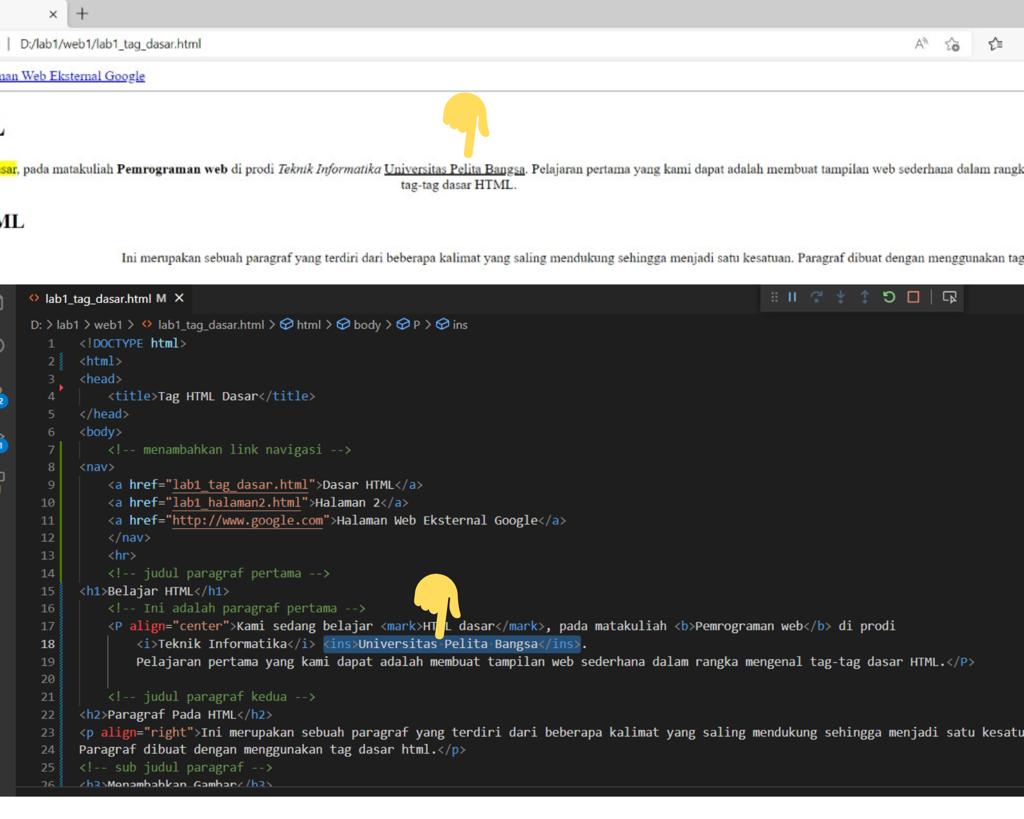 D:/lab1/web1/lab1_tag_dasar.html
Web Eksternal Google
, pada matakuliah Pemrograman web di prodi Teknik Informatika Universitas Pelita Bangsa. Pelajaran pertama yang kami dapat adalah membuat tampilan web sederhana dalam
tag-tag dasar HTML.
Ini merupakan sebuah paragraf yang terdiri dari beberapa kalimat yang saling mendukung sehingga menjadi satu kesatuan. Paragraf dibuat dengan menggunakan
lab1_tag_dasar.html M
D: > lab1 > web1 > lab1_tag_dasar.html > html > body > P > ins
1 <!DOCTYPE html>
2 <html>
3 <head>
4 <title>Tag HTML Dasar</title>
5 </head>
6 <body>
7 <!-- menambahkan link navigasi -->
8 <nav>
9 <a href="lab1_tag_dasar.html">Dasar HTML</a>
10 <a href="lab1_halaman2.html">Halaman 2</a>
11 <a href="http://www.google.com">Halaman Web Eksternal Google</a>
12 </nav>
13 <hr>
14 <!-- judul paragraf pertama -->
15 <h1>Belajar HTML</h1>
16 <!-- Ini adalah paragraf pertama -->
17 <P align="center">Kami sedang belajar <mark>HTML dasar</mark>, pada matakuliah <b>Pemrograman web</b> di prodi
18 <i>Teknik Informatika</i> <ins>Universitas Pelita Bangsa</ins>.
19 Pelajaran pertama yang kami dapat adalah membuat tampilan web sederhana dalam rangka mengenal tag-tag dasar HTML.</P>
20
21 <!-- judul paragraf kedua -->
22 <h2>Paragraf Pada HTML</h2>
23 <p align="right">Ini merupakan sebuah paragraf yang terdiri dari beberapa kalimat yang saling mendukung sehingga menjadi satu
24 Paragraf dibuat dengan menggunakan tag dasar html.</p>
25 <!-- sub judul paragraf -->
26 <h3>Menambahkan Gambar</h3>